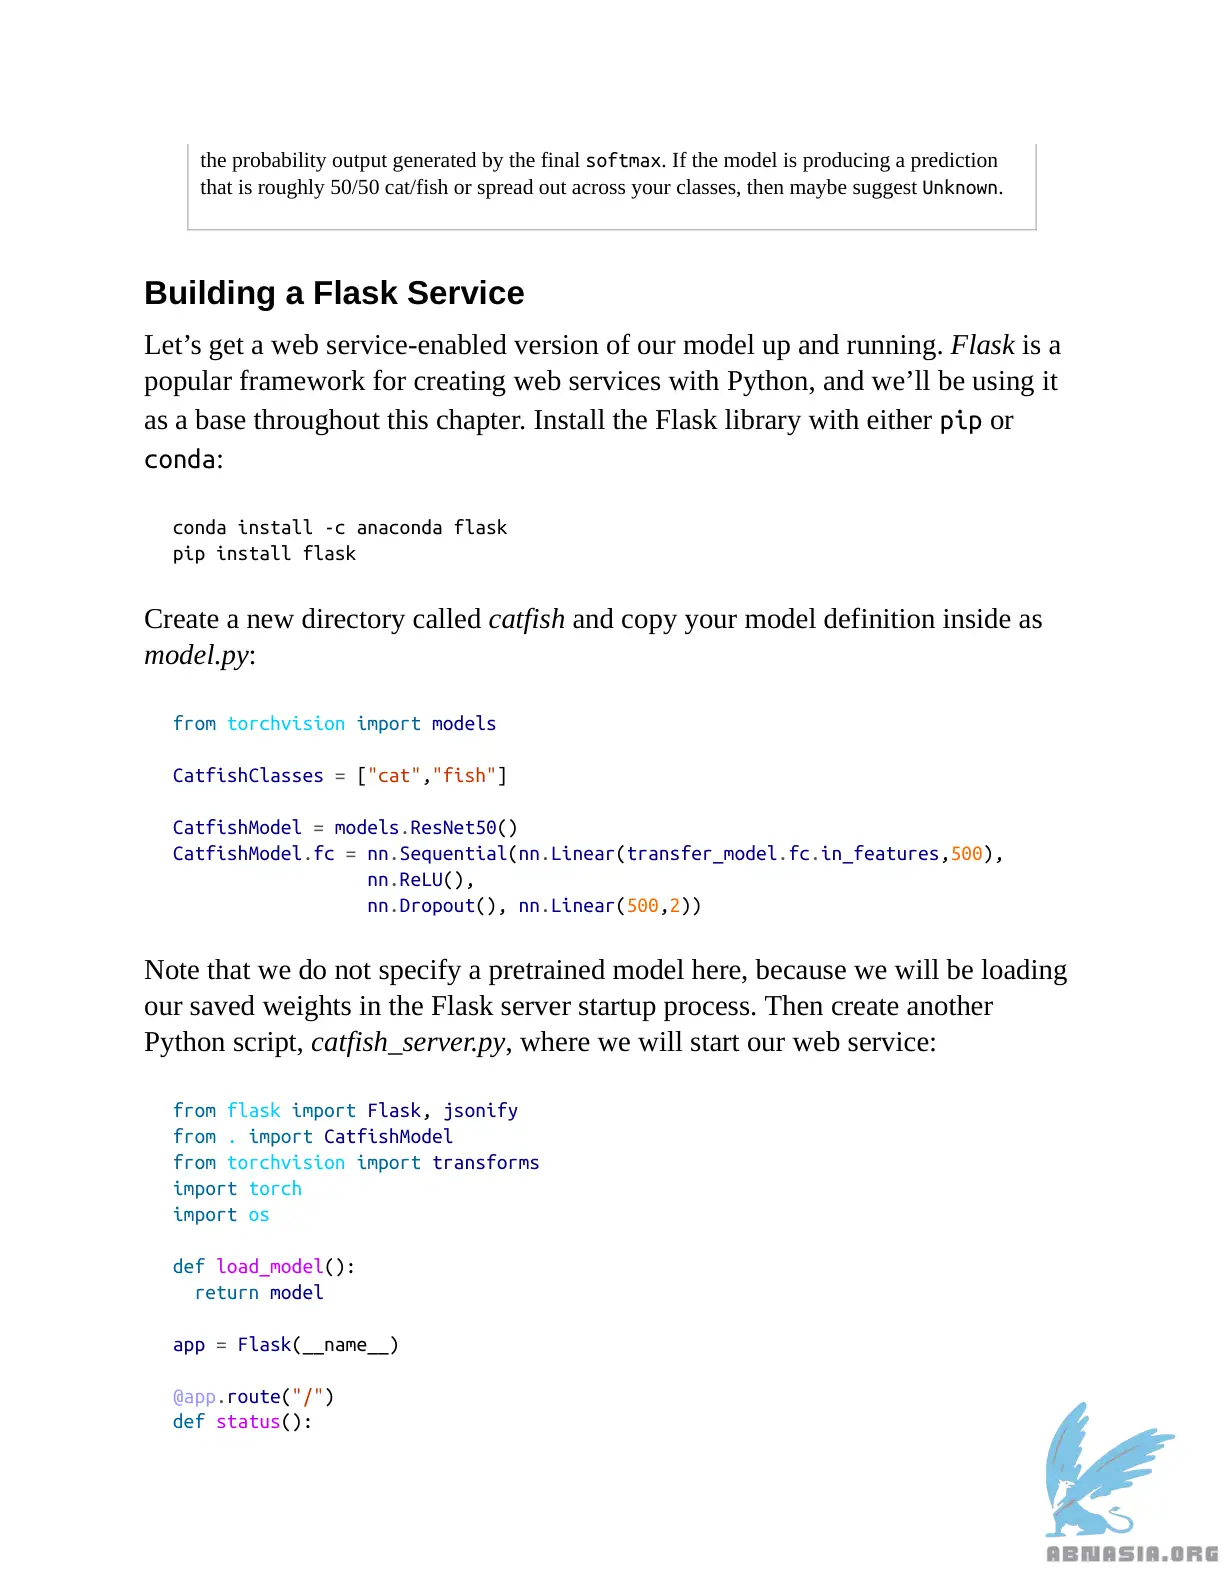 the probability output generated by the final softmax. If the model is producing a prediction
that is roughly 50/50 cat/fish or spread out across your classes, then maybe suggest Unknown.
Building a Flask Service
Let’s get a web service-enabled version of our model up and running. Flask is a
popular framework for creating web services with Python, and we’ll be using it
as a base throughout this chapter. Install the Flask library with either pip or
conda:
conda install -c anaconda flask
pip install flask
Create a new directory called catfish and copy your model definition inside as
model.py:
from torchvision import models
CatfishClasses = ["cat","fish"]
CatfishModel = models.ResNet50()
CatfishModel.fc = nn.Sequential(nn.Linear(transfer_model.fc.in_features,500),
nn.ReLU(),
nn.Dropout(), nn.Linear(500,2))
Note that we do not specify a pretrained model here, because we will be loading
our saved weights in the Flask server startup process. Then create another
Python script, catfish_server.py, where we will start our web service:
from flask import Flask, jsonify
from . import CatfishModel
from torchvision import transforms
import torch
import os
def load_model():
return model
app = Flask(__name__)
@app.route("/")
def status():
ABNASIA.ORG